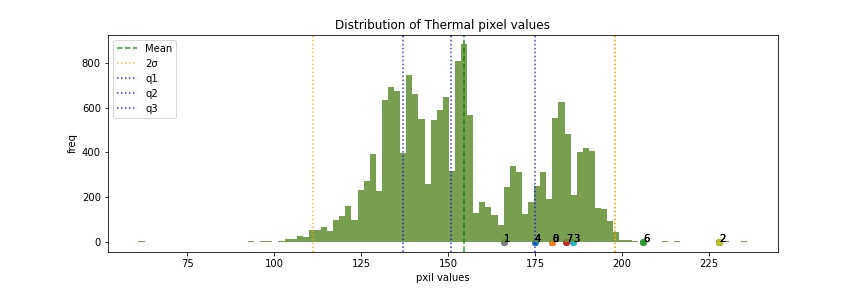 Distribution of Thermal pixel values
Mean
2σ
q1
q2
q3
freq
800
600
400
200
0
1 4 7 3 6 2
75 100 125 150 175 200 225
pxil values